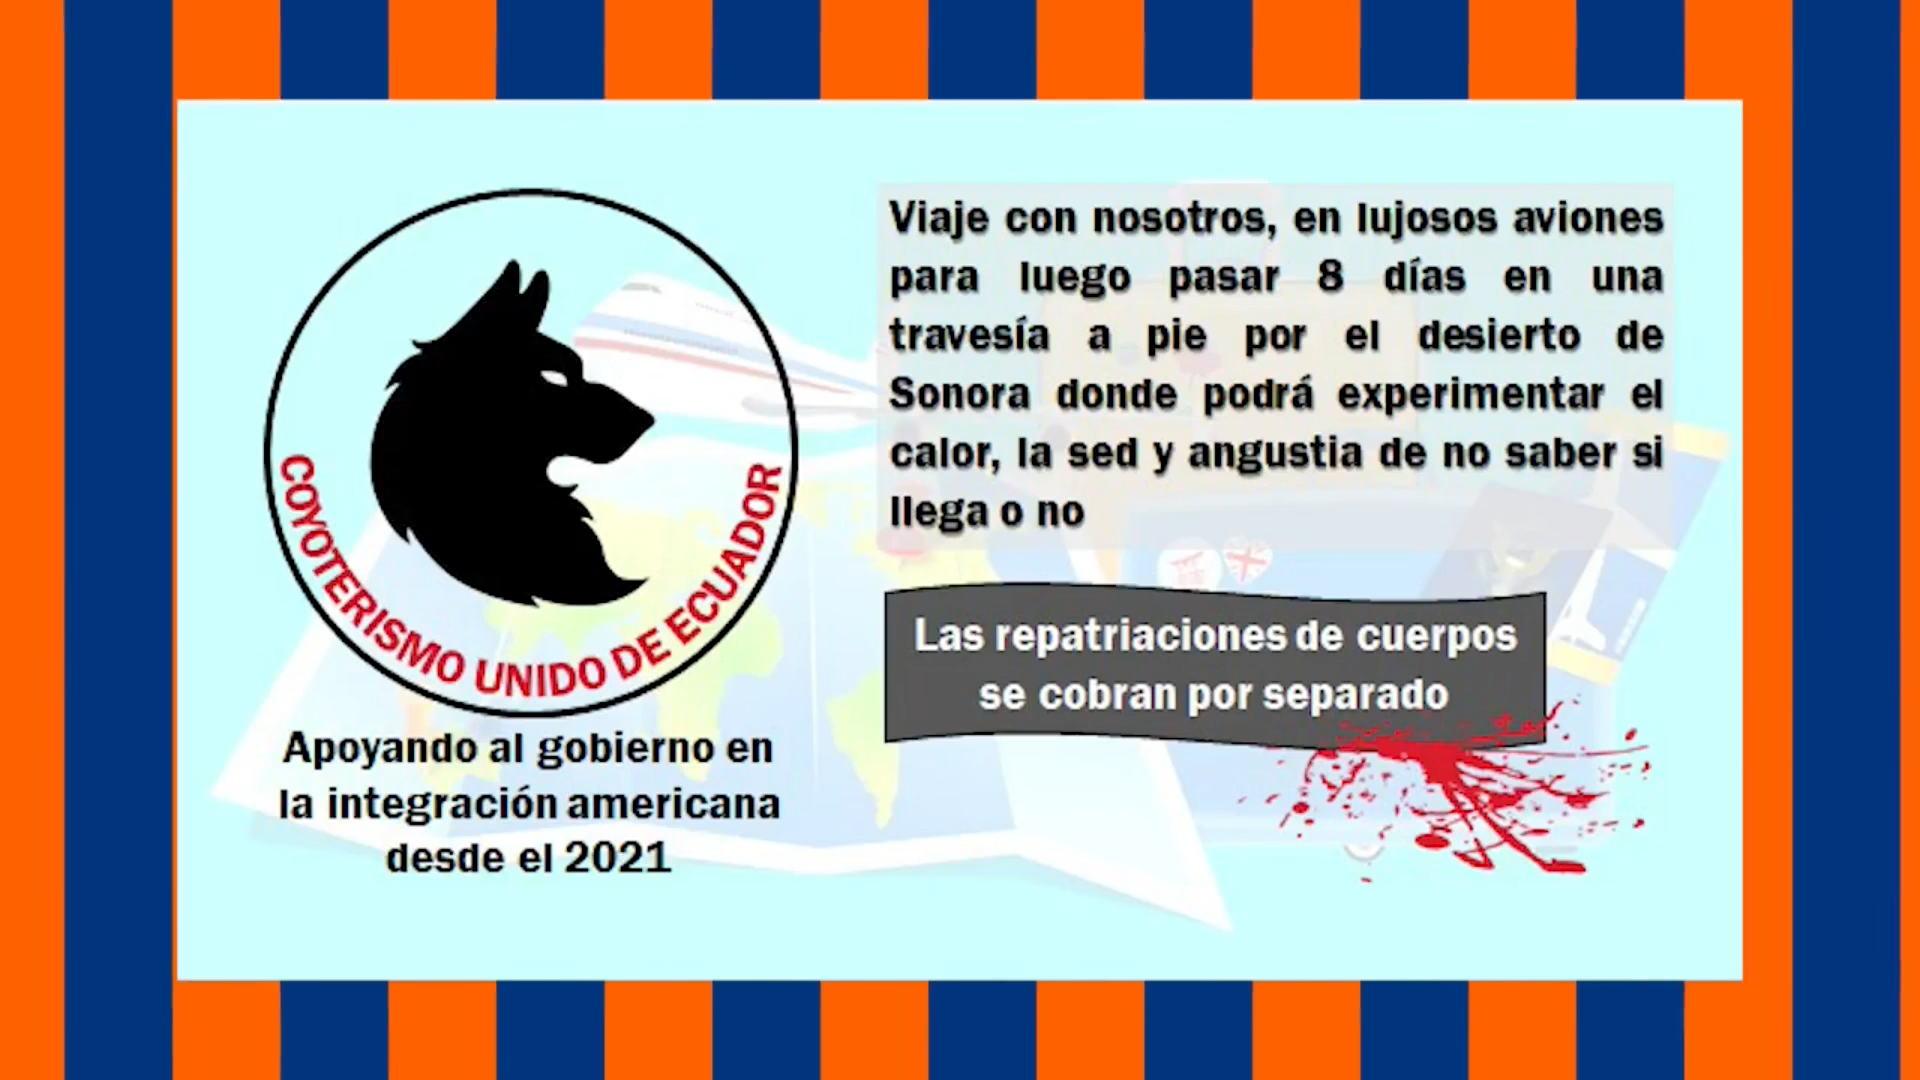 COYOTERISMO UNIDO DE ECUADOR
Apoyando al gobierno en
la integración americana
desde el 2021
Viaje con nosotros, en lujosos aviones
para luego pasar 8 días en una
travesía a pie por el desierto de
Sonora donde podrá experimentar el
calor, la sed y angustia de no saber si
llega o no
Las repatriaciones de cuerpos
se cobran por separado